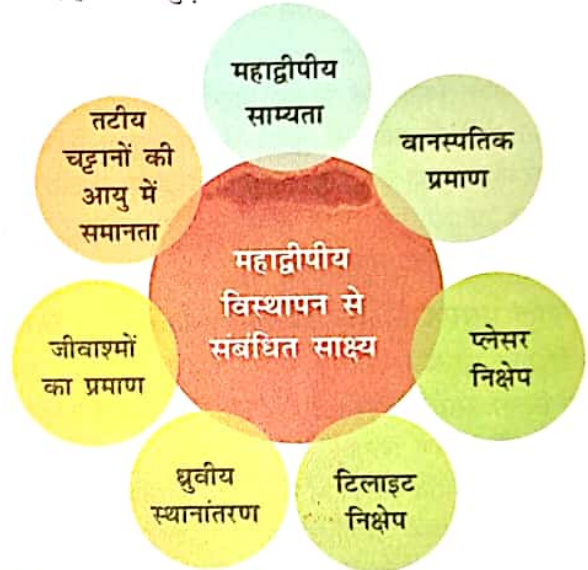 महाद्वीपीय
साम्यता
वानस्पतिक
प्रमाण
प्लेसर
निक्षेप
टिलाइट
निक्षेप
ध्रुवीय
स्थानांतरण
जीवाश्मों
का प्रमाण
तटीय
चट्टानों की
आयु में
समानता
महाद्वीपीय
विस्थापन से
संबंधित साक्ष्य